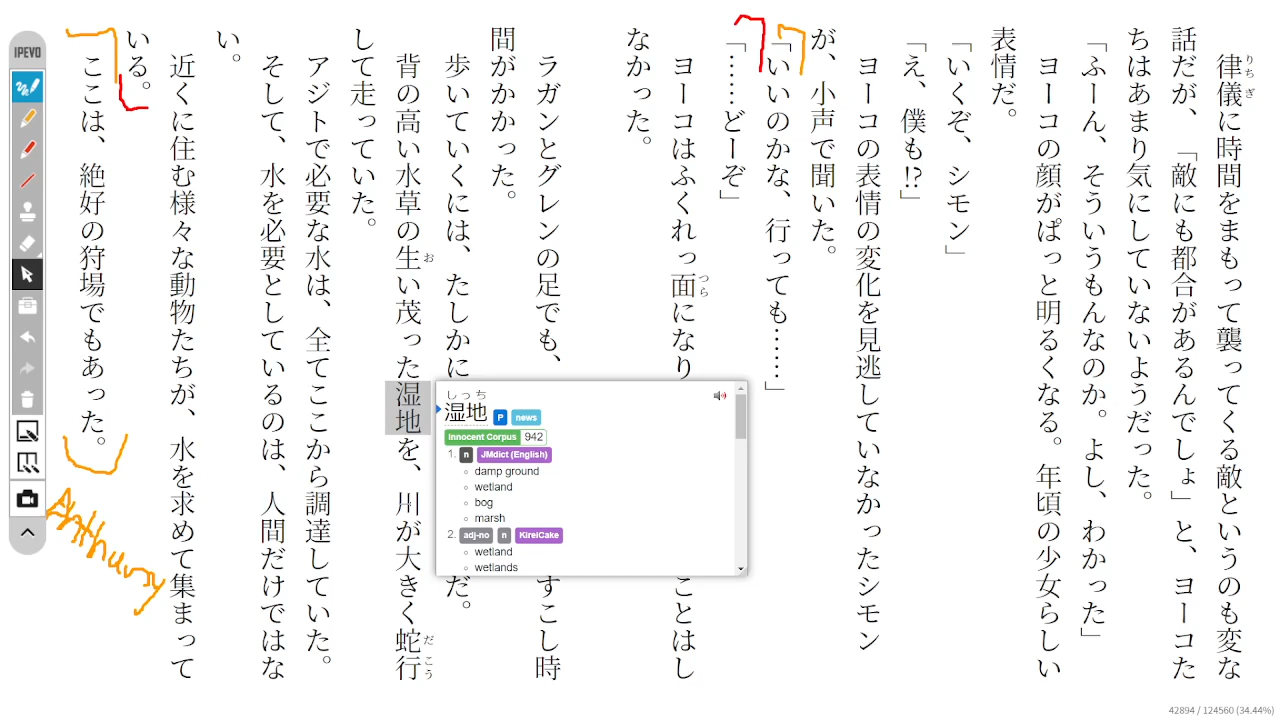 律儀に時間をまもって襲ってくる敵というのも変な
りちぎ
話だが、「敵にも都合があるんでしょ」と、ヨーコた
ちはあまり気にしていないようだった。
「ふーん、そういうもんなのか。よし、わかった」
ヨーコの顔がぱっと明るくなる。年頃の少女らしい
表情だ。
「いくぞ、シモン」
「え、僕も!?」
ヨーコの表情の変化を見逃していなかったシモン
が、小声で聞いた。
「いいのかな、行っても……」
「……どーぞ」
ヨーコはふくれっ面になり
つら
ことはし
なかった。
ラガンとグレンの足でも、
すこし時
間がかかった。
歩いていくには、たしかに
だ。
背の高い水草の生い茂った湿地を、川が大きく蛇行
お
だこう
して走っていた。
アジトで必要な水は、全てここから調達していた。
そして、水を必要としているのは、人間だけではな
い。
近くに住む様々な動物たちが、水を求めて集まって
いる。
ここは、絶好の狩場でもあった。
しっち
湿地 P news
Innocent Corpus 942
1. n JMdict (English)
damp ground
wetland
bog
marsh
2. adj-no n KireiCake
wetland
wetlands
IPEVO
Anthony
42894 / 124560 (34.44%)